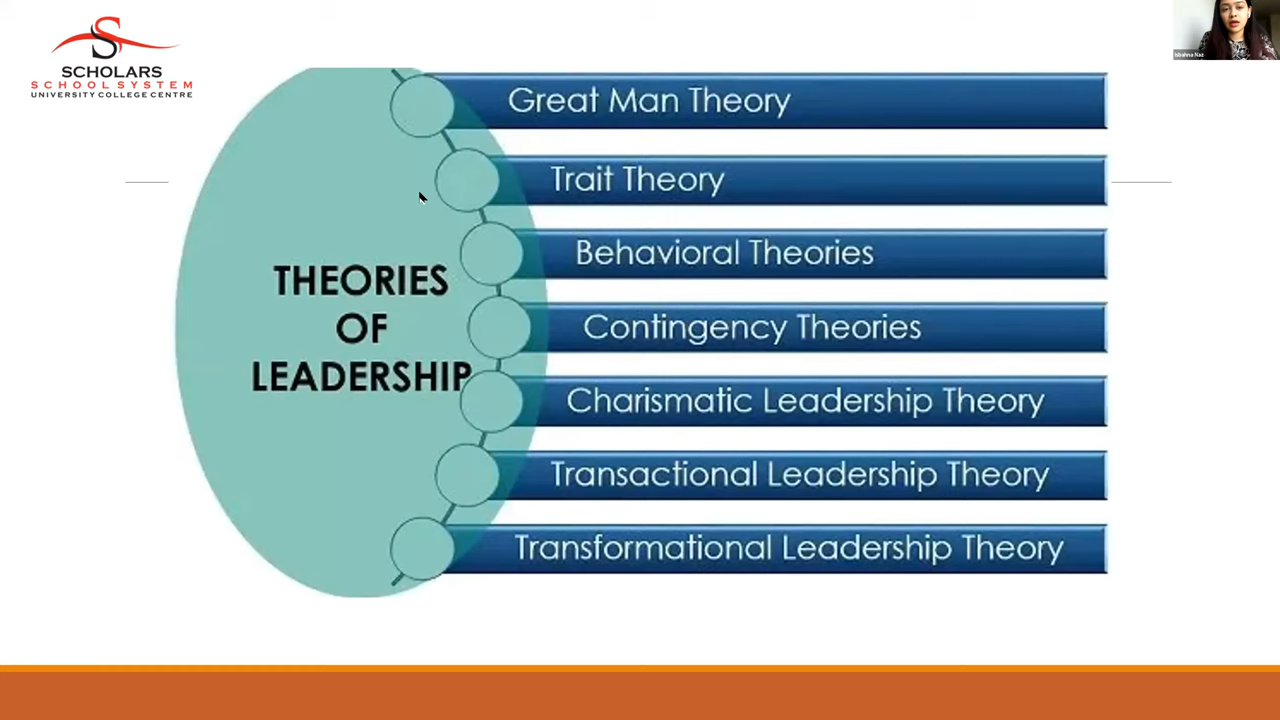 SCHOLARS
SCHOOL SYSTEM
UNIVERSITY COLLEGE CENTRE
THEORIES
OF
LEADERSHIP
Great Man Theory
Trait Theory
Behavioral Theories
Contingency Theories
Charismatic Leadership Theory
Transactional Leadership Theory
Transformational Leadership Theory